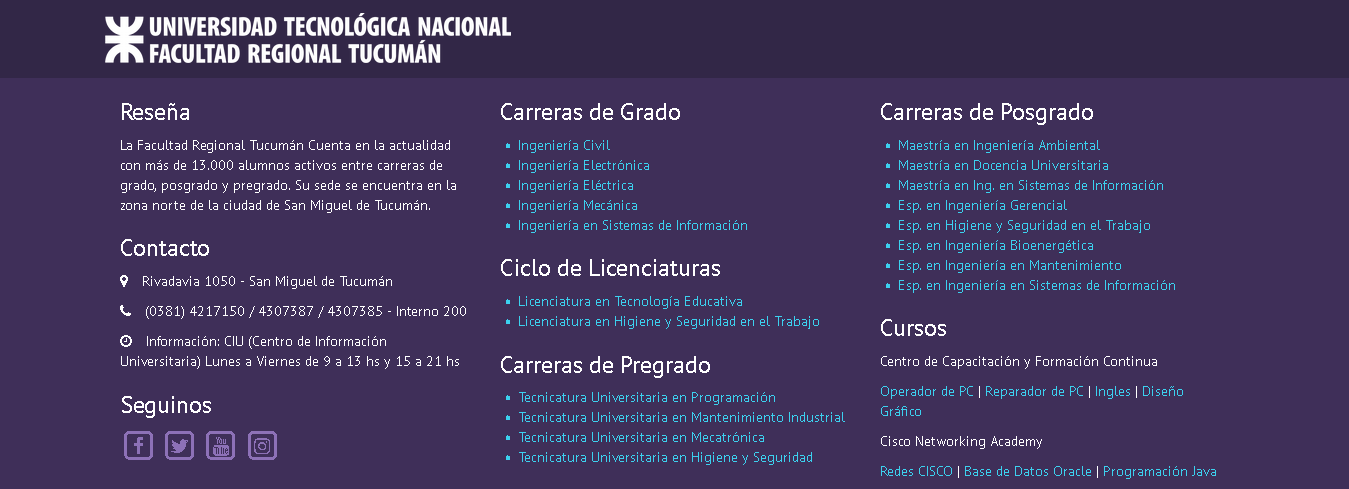 UNIVERSIDAD TECNOLÓGICA NACIONAL
FACULTAD REGIONAL TUCUMÁN
Reseña
La Facultad Regional Tucumán Cuenta en la actualidad
con más de 13.000 alumnos activos entre carreras de
grado, posgrado y pregrado. Su sede se encuentra en la
zona norte de la ciudad de San Miguel de Tucumán.
Contacto
Rivadavia 1050 - San Miguel de Tucumán
(0381) 4217150 / 4307387 / 4307385 - Interno 200
Información: CIU (Centro de Información
Universitaria) Lunes a Viernes de 9 a 13 hs y 15 a 21 hs
Seguinos
You
Tube
Carreras de Grado
Ingeniería Civil
Ingeniería Electrónica
Ingeniería Eléctrica
Ingeniería Mecánica
Ingeniería en Sistemas de Información
Ciclo de Licenciaturas
Licenciatura en Tecnología Educativa
Licenciatura en Higiene y Seguridad en el Trabajo
Carreras de Pregrado
Tecnicatura Universitaria en Programación
Tecnicatura Universitaria en Mantenimiento Industrial
Tecnicatura Universitaria en Mecatrónica
Tecnicatura Universitaria en Higiene y Seguridad
Carreras de Posgrado
Maestría en Ingeniería Ambiental
Maestría en Docencia Universitaria
Maestría en Ing. en Sistemas de Información
Esp. en Ingeniería Gerencial
Esp. en Higiene y Seguridad en el Trabajo
Esp. en Ingeniería Bioenergética
Esp. en Ingeniería en Mantenimiento
Esp. en Ingeniería en Sistemas de Información
Cursos
Centro de Capacitación y Formación Continua
Operador de PC | Reparador de PC | Ingles | Diseño
Gráfico
Cisco Networking Academy
Redes CISCO | Base de Datos Oracle | Programación Java